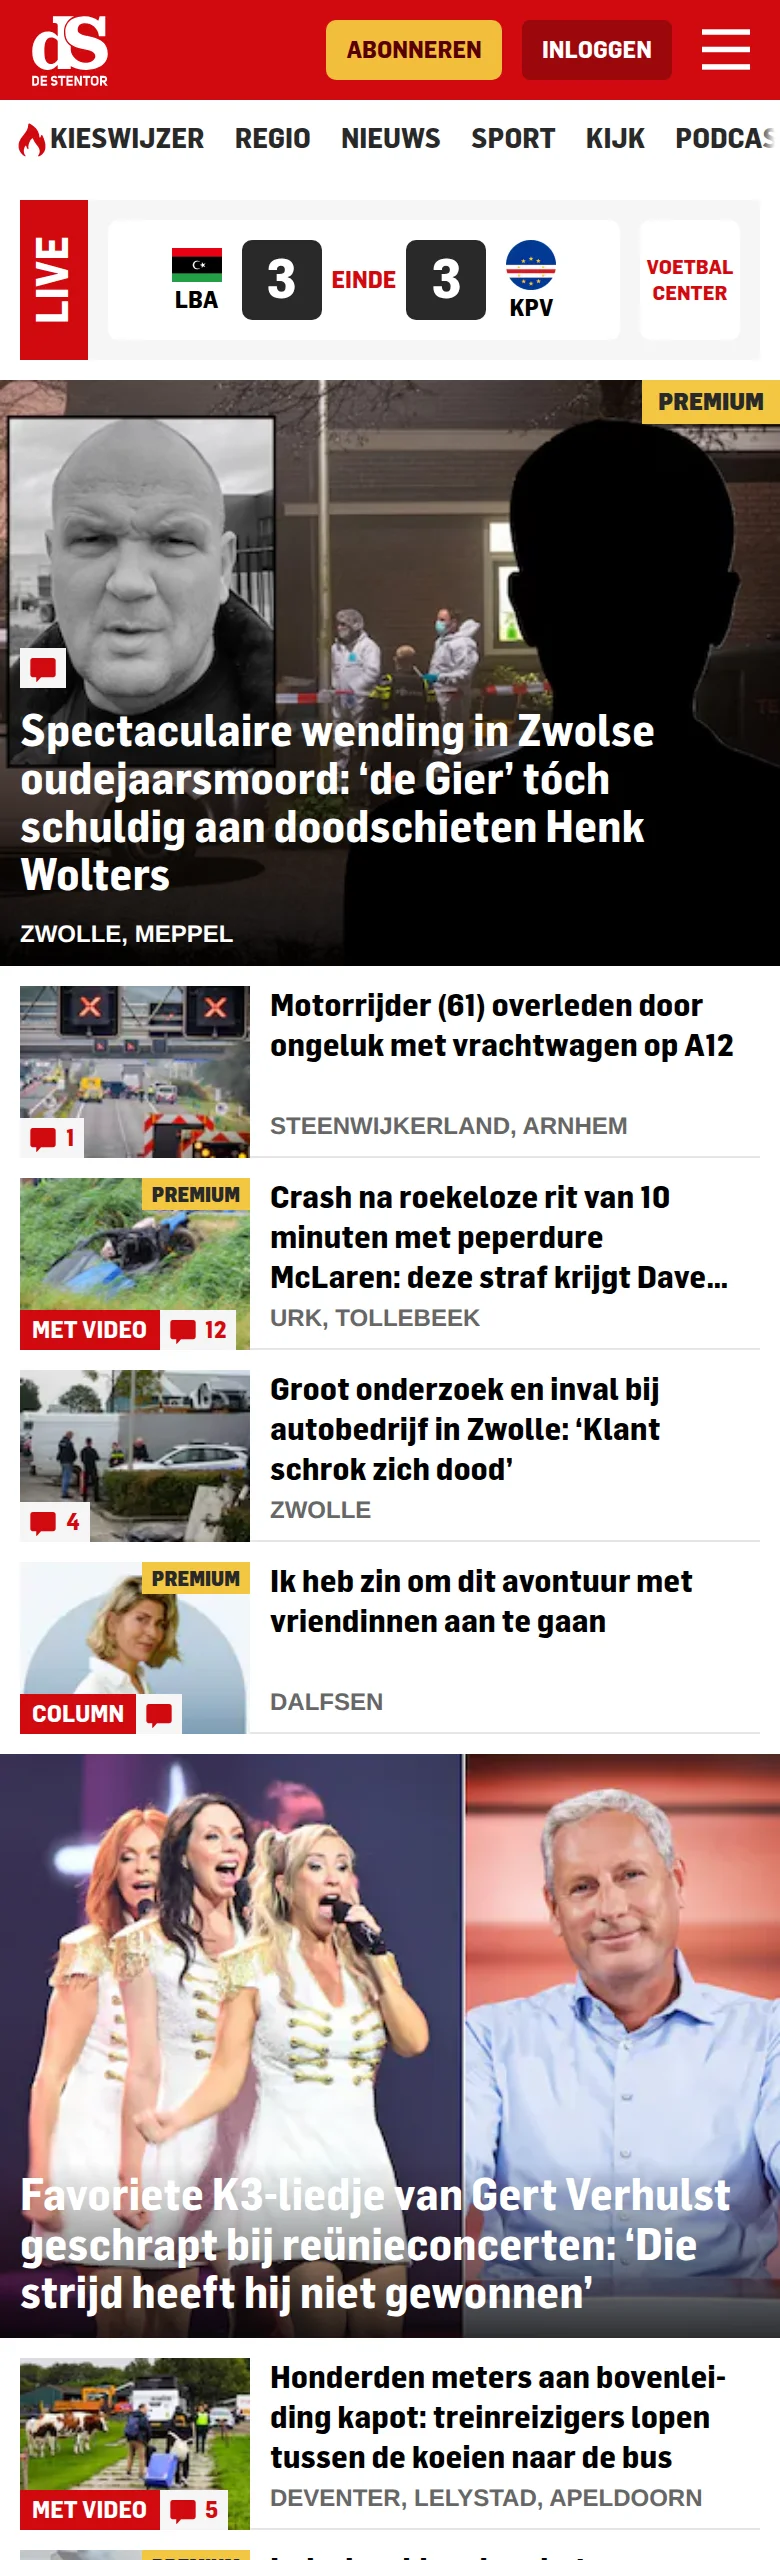 dS
DE STENTOR
ABONNEREN
INLOGGEN
KIESWIJZER REGIO NIEUWS SPORT KIJK PODCAS
LIVE
LBA
3
EINDE
3
KPV
VOETBAL
CENTER
PREMIUM
Spectaculaire wending in Zwolse
oudejaarsmoord: ‘de Gier’ tóch
schuldig aan doodschieten Henk
Wolters
ZWOLLE, MEPPEL
Motorrijder (61) overleden door
ongeluk met vrachtwagen op A12
1
STEENWIJKERLAND, ARNHEM
PREMIUM
Crash na roekeloze rit van 10
minuten met peperdure
McLaren: deze straf krijgt Dave...
MET VIDEO
12
URK, TOLLEBEEK
Groot onderzoek en inval bij
autobedrijf in Zwolle: ‘Klant
schrok zich dood’
4
ZWOLLE
PREMIUM
Ik heb zin om dit avontuur met
vriendinnen aan te gaan
COLUMN
DALFSEN
Favoriete K3-liedje van Gert Verhulst
geschrapt bij reünieconcerten: ‘Die
strijd heeft hij niet gewonnen’
Honderden meters aan bovenlei-
ding kapot: treinreizigers lopen
tussen de koeien naar de bus
MET VIDEO
5
DEVENTER, LELYSTAD, APELDOORN